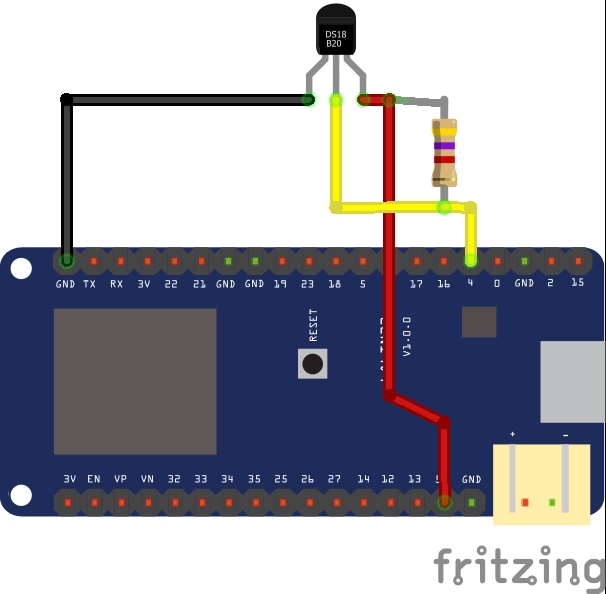 DS18
B20
GND TX RX 3V 22 21 GND GND 19 23 18 5 17 16 4 0 GND 2 15
RESET
V1.0.0
+ -
3V EN VP VN 32 33 34 35 25 26 27 14 12 13 GND
fritzing